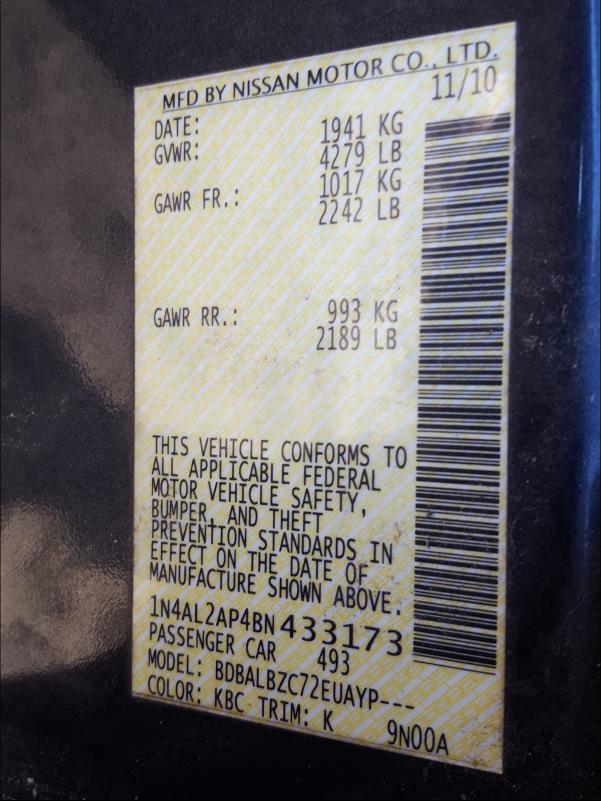 MFD BY NISSAN MOTOR CO., LTD.
DATE: 11/10
GVWR: 1941 KG
4279 LB
GAWR FR.: 1017 KG
2242 LB
GAWR RR.: 993 KG
2189 LB
THIS VEHICLE CONFORMS TO
ALL APPLICABLE FEDERAL
MOTOR VEHICLE SAFETY,
BUMPER, AND THEFT
PREVENTION STANDARDS IN
EFFECT ON THE DATE OF
MANUFACTURE SHOWN ABOVE.
1N4AL2AP4BN433173
PASSENGER CAR 493
MODEL: BDBALBZC72EUAYP---
COLOR: KBC TRIM: K 9N00A